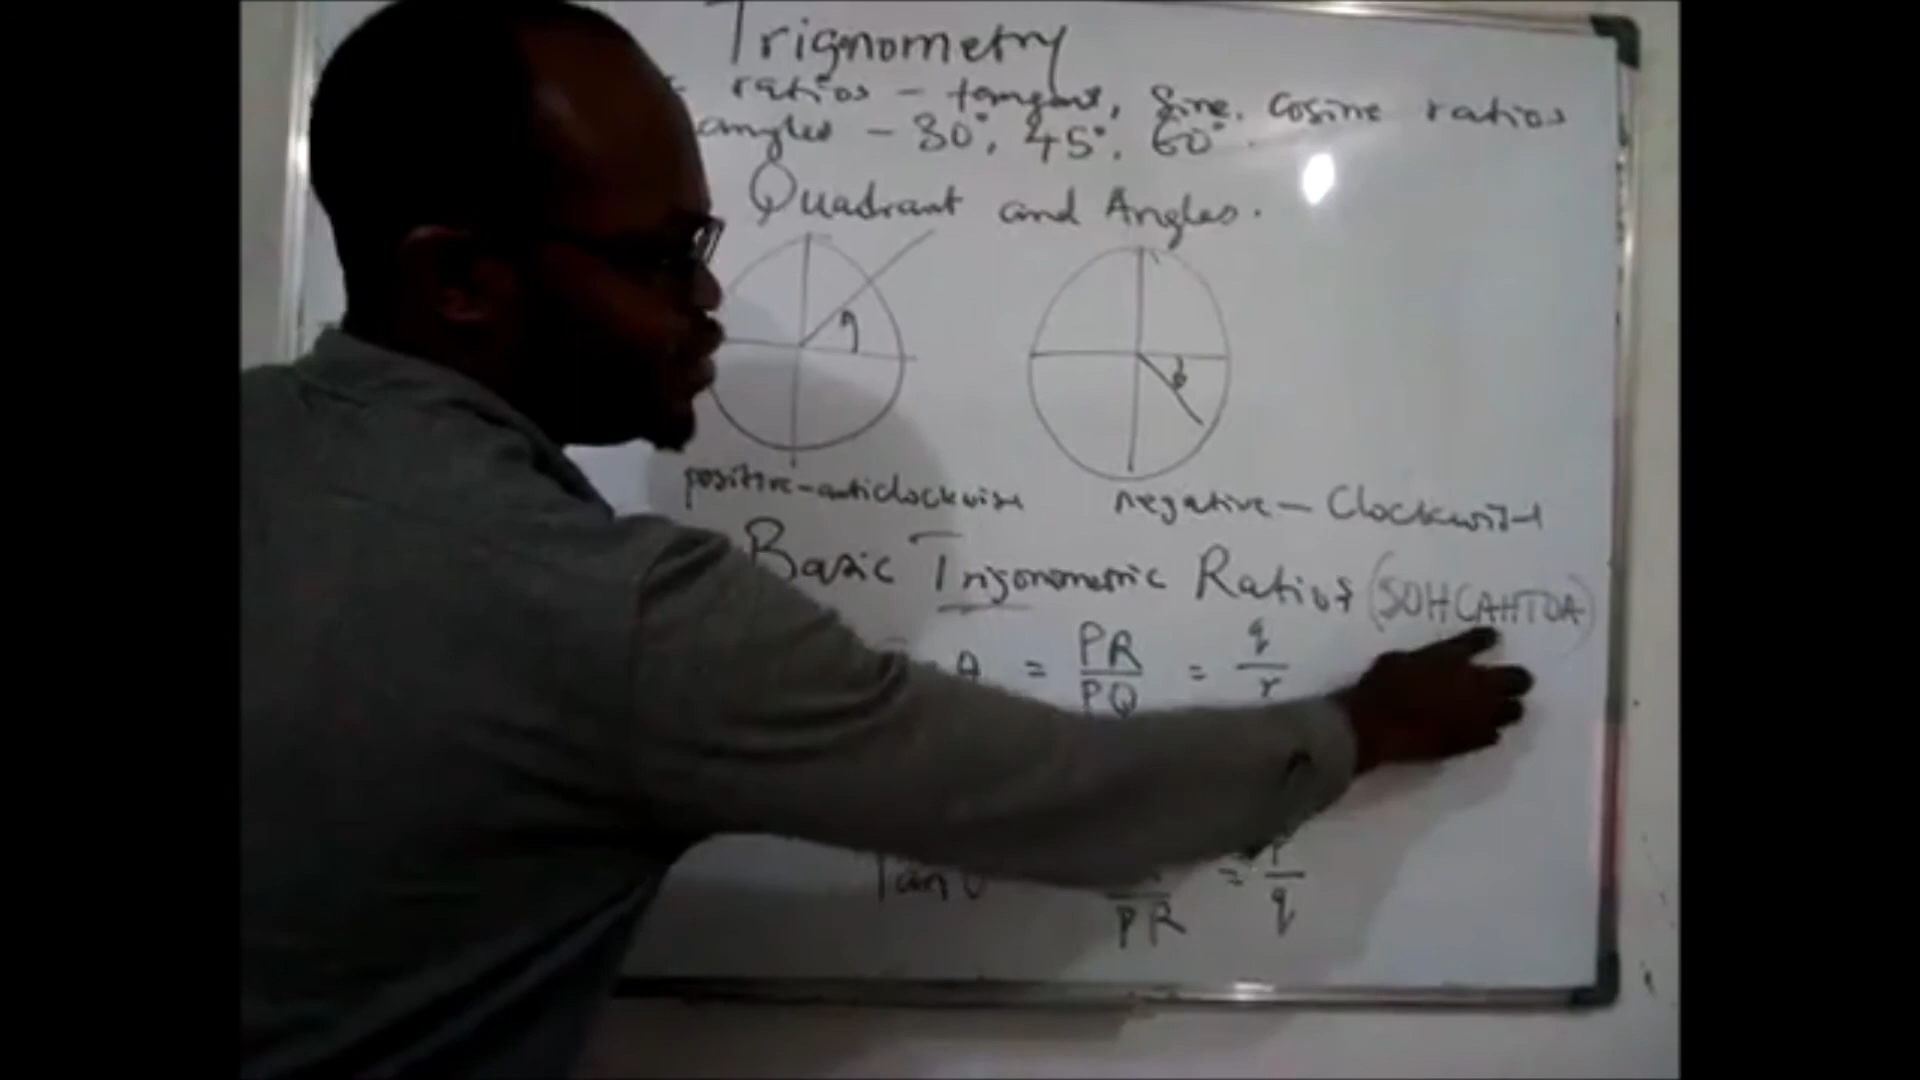 Trignometry
ratios - tangent, Sine, Cosine ratios
angles - 30°, 45°, 60°.
Quadrant and Angles.
θ
positive-anticlockwise
negative - Clockwise
Basic Trigonometric Ratios (SOHCAHTOA)
θ = PR/PQ = q/r
Tan θ PR = q